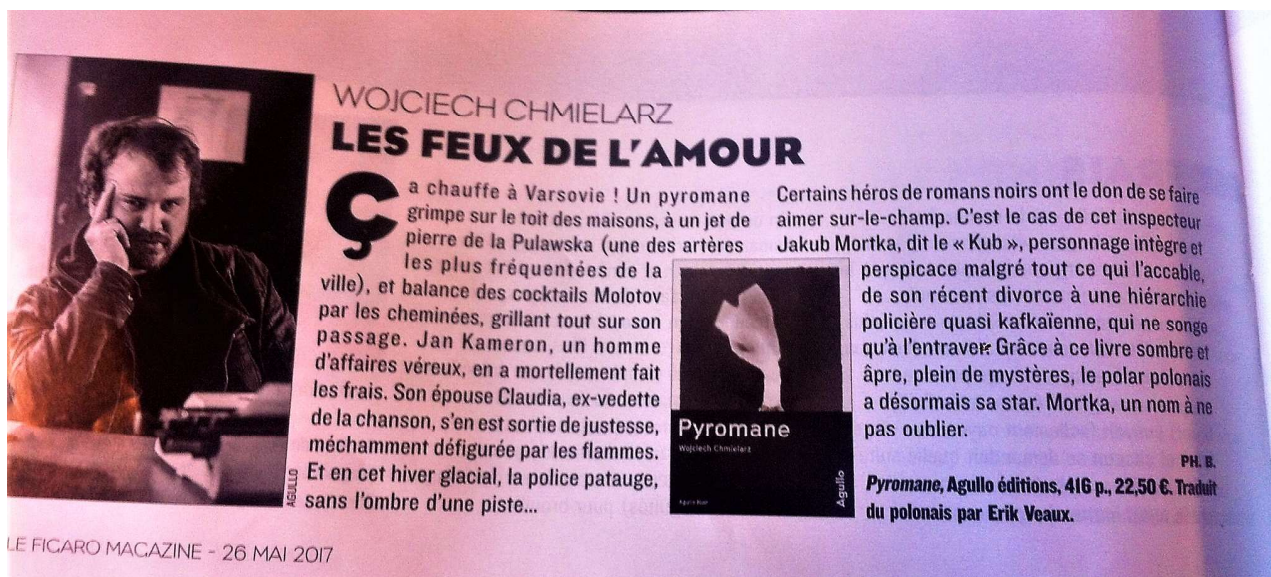 WOJCIECH CHMIELARZ
LES FEUX DE L'AMOUR
Ça chauffe à Varsovie ! Un pyromane
grimpe sur le toit des maisons, à un jet de
pierre de la Pulawska (une des artères
les plus fréquentées de la
ville), et balance des cocktails Molotov
par les cheminées, grillant tout sur son
passage. Jan Kameron, un homme
d'affaires véreux, en a mortellement fait
les frais. Son épouse Claudia, ex-vedette
de la chanson, s'en est sortie de justesse,
méchamment défigurée par les flammes.
Et en cet hiver glacial, la police patauge,
sans l'ombre d'une piste...
Certains héros de romans noirs ont le don de se faire
aimer sur-le-champ. C'est le cas de cet inspecteur
Jakub Mortka, dit le « Kub », personnage intègre et
perspicace malgré tout ce qui l'accable,
de son récent divorce à une hiérarchie
policière quasi kafkaïenne, qui ne songe
qu'à l'entraver. Grâce à ce livre sombre et
âpre, plein de mystères, le polar polonais
a désormais sa star. Mortka, un nom à ne
pas oublier.
PH. B.
Pyromane, Agullo éditions, 416 p., 22,50 €. Traduit
du polonais par Erik Veaux.
AGULLO
Pyromane
Wojciech Chmielarz
Agullo Noir
Agullo
LE FIGARO MAGAZINE - 26 MAI 2017